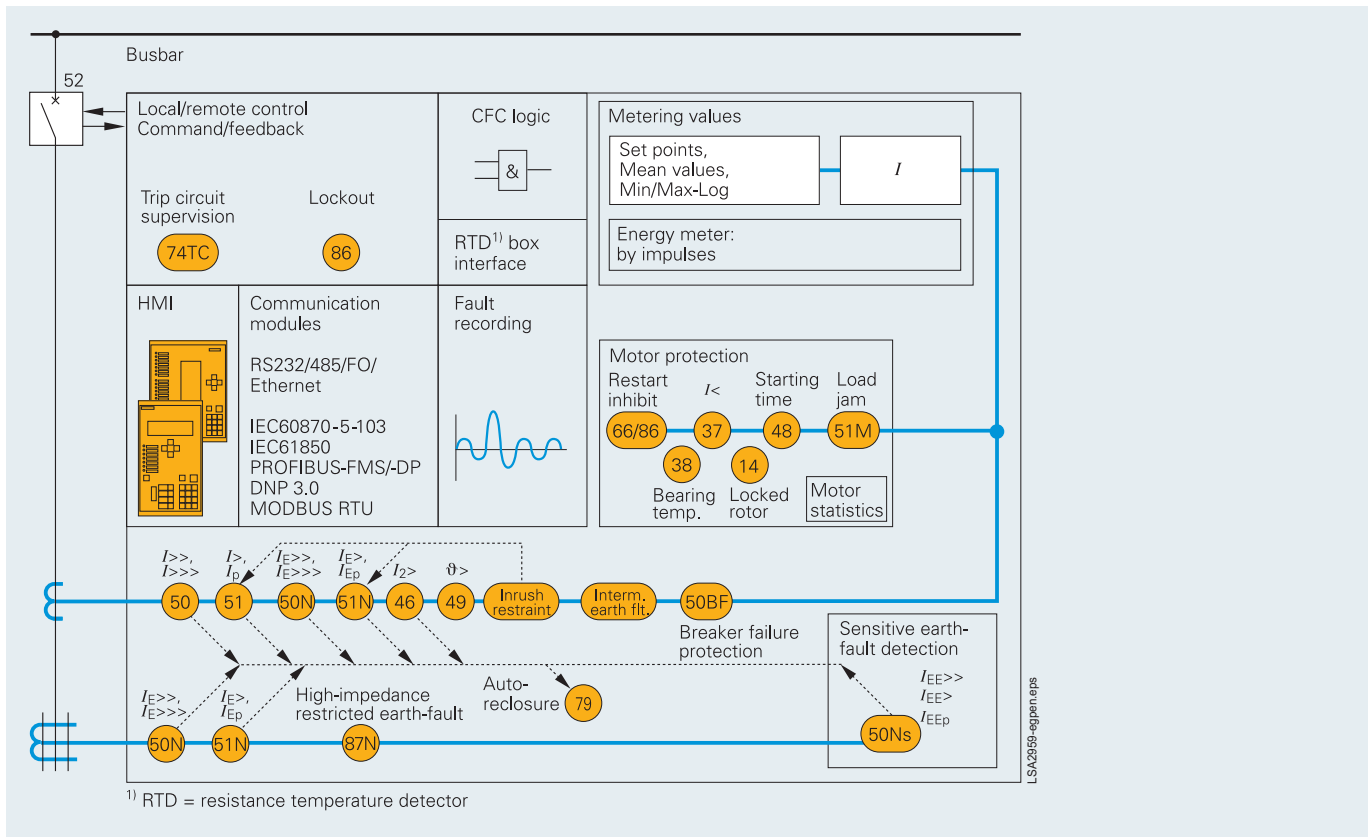 Busbar
52
Local/remote control
Command/feedback
Trip circuit
supervision
74TC
Lockout
86
CFC logic
&
RTD1) box
interface
Metering values
Set points,
Mean values,
Min/Max-Log
I
Energy meter:
by impulses
HMI
Communication
modules
RS232/485/FO/
Ethernet
IEC60870-5-103
IEC61850
PROFIBUS-FMS/-DP
DNP 3.0
MODBUS RTU
Fault
recording
Motor protection
Restart
inhibit
I<
Starting
time
Load
jam
66/86
37
48
51M
38
14
Bearing
temp.
Locked
rotor
Motor
statistics
I>>,
I>>>
I>,
Ip
IE>>,
IE>>>
IE>,
IEp
I2>
ϑ>
50
51
50N
51N
46
49
Inrush
restraint
Interm.
earth flt.
50BF
Breaker failure
protection
Sensitive earth-
fault detection
IEE>>
IEE>
IEEp
50Ns
IE>>,
IE>>>
IE>,
IEp
High-impedance
restricted earth-fault
Auto-
reclosure
79
50N
51N
87N
LSA2959-egpen.eps
1) RTD = resistance temperature detector